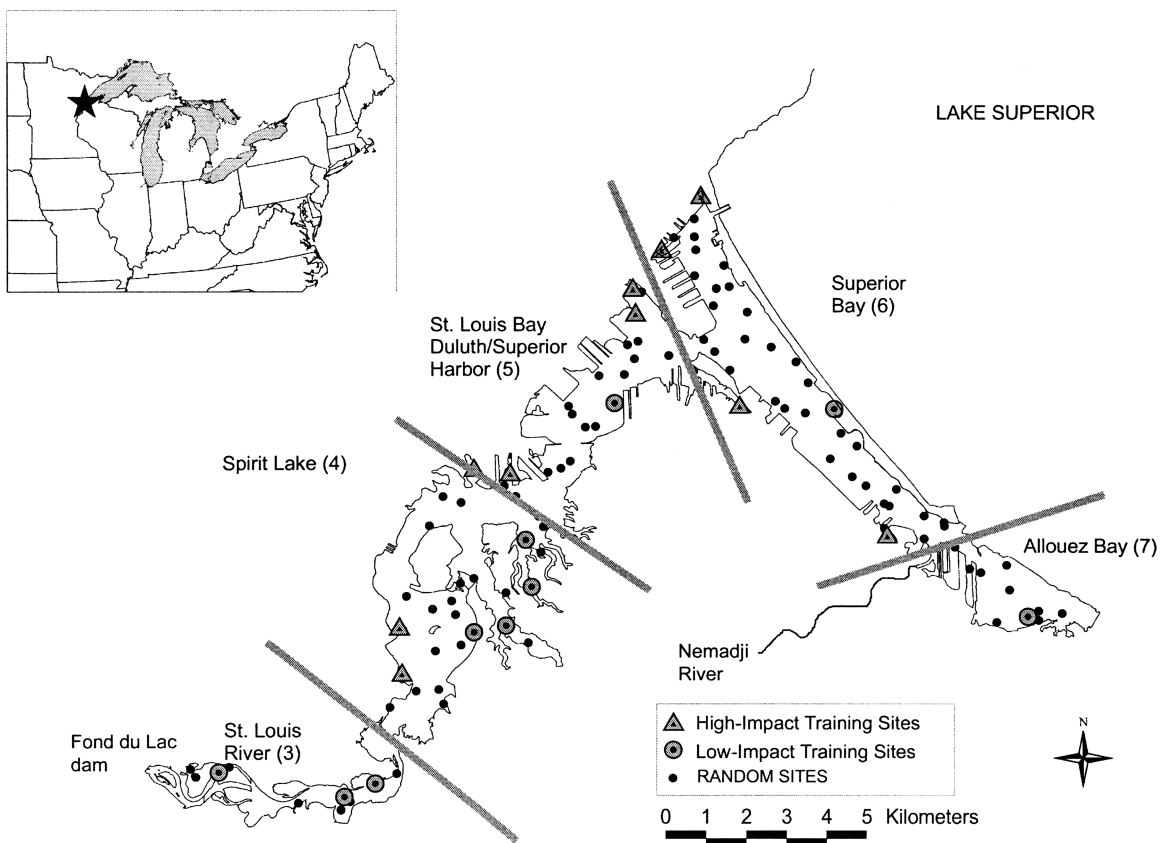 LAKE SUPERIOR
Superior
Bay (6)
St. Louis Bay
Duluth/Superior
Harbor (5)
Spirit Lake (4)
Allouez Bay (7)
Nemadji
River
St. Louis
River (3)
Fond du Lac
dam
High-Impact Training Sites
Low-Impact Training Sites
RANDOM SITES
N
0 1 2 3 4 5 Kilometers